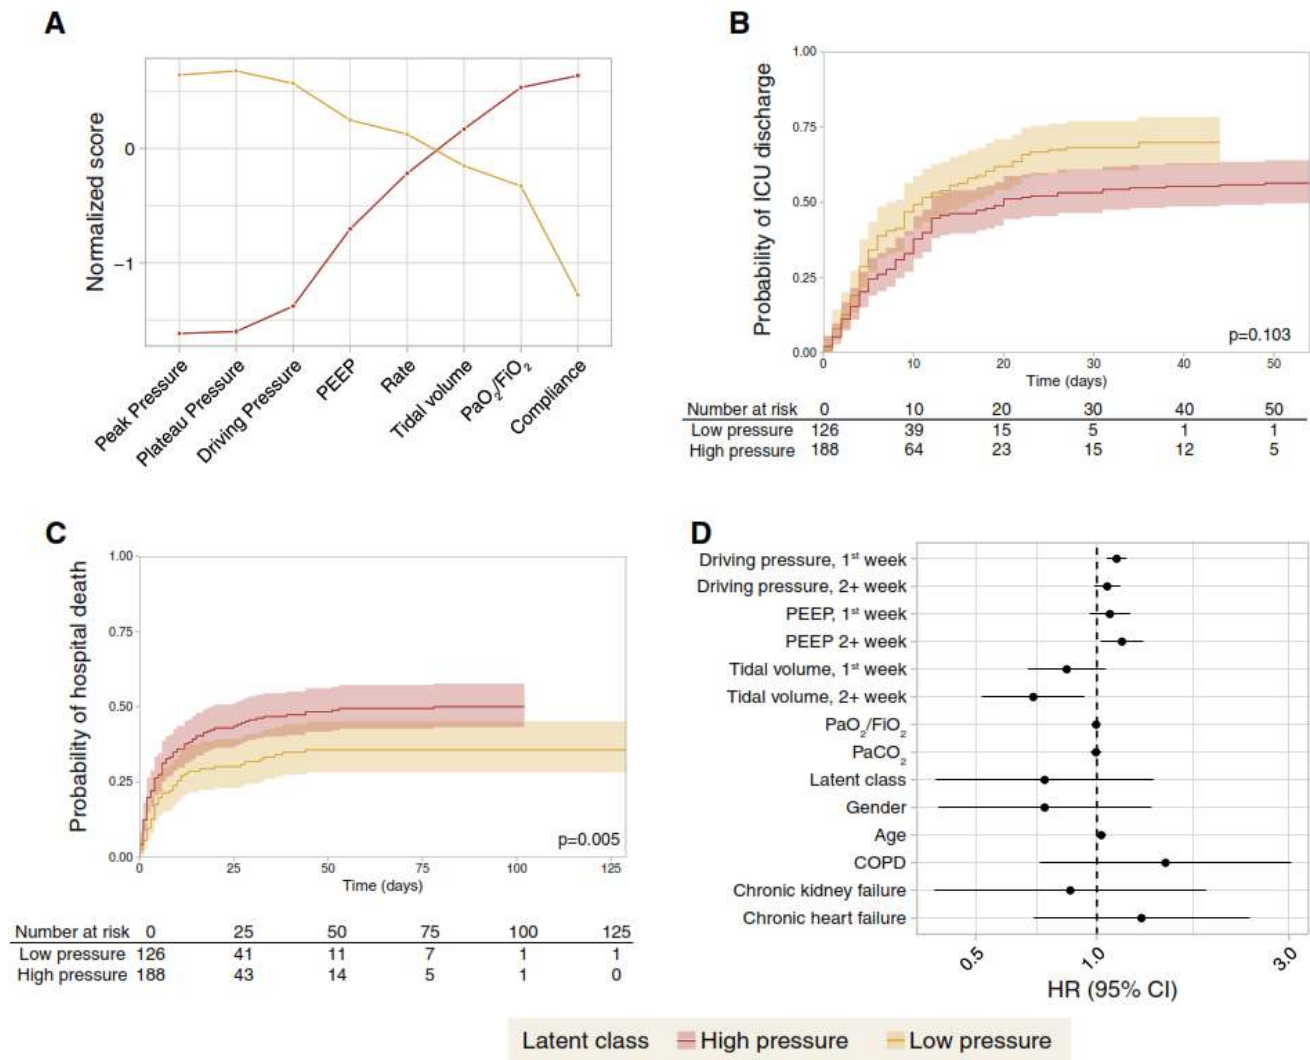 A
Normalized score
0
−1
Peak Pressure
Plateau Pressure
Driving Pressure
PEEP
Rate
Tidal volume
PaO₂/FiO₂
Compliance
B
Probability of ICU discharge
1.00
0.75
0.50
0.25
0.00
p=0.103
0 10 20 30 40 50
Time (days)
Number at risk 0 10 20 30 40 50
Low pressure 126 39 15 5 1 1
High pressure 188 64 23 15 12 5
C
Probability of hospital death
1.00
0.75
0.50
0.25
0.00
p=0.005
0 25 50 75 100 125
Time (days)
Number at risk 0 25 50 75 100 125
Low pressure 126 41 11 7 1 1
High pressure 188 43 14 5 1 0
D
Driving pressure, 1ˢᵗ week
Driving pressure, 2+ week
PEEP, 1ˢᵗ week
PEEP 2+ week
Tidal volume, 1ˢᵗ week
Tidal volume, 2+ week
PaO₂/FiO₂
PaCO₂
Latent class
Gender
Age
COPD
Chronic kidney failure
Chronic heart failure
0.5 1.0 3.0
HR (95% CI)
Latent class High pressure Low pressure